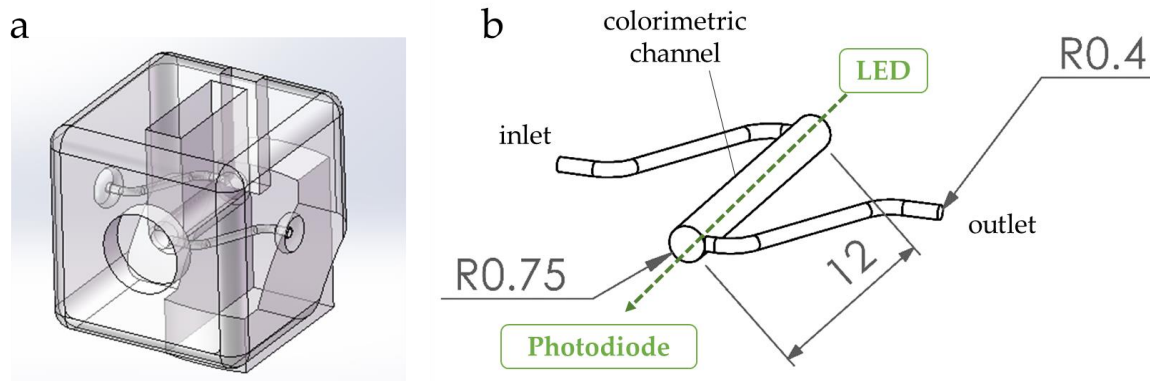 a
b
colorimetric
channel
LED
R0.4
inlet
outlet
R0.75
12
Photodiode